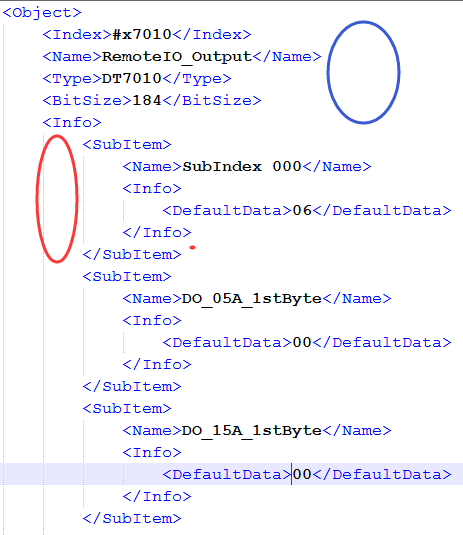 <Object>
<Index>#x7010</Index>
<Name>RemoteIO_Output</Name>
<Type>DT7010</Type>
<BitSize>184</BitSize>
<Info>
<SubItem>
<Name>SubIndex 000</Name>
<Info>
<DefaultData>06</DefaultData>
</Info>
</SubItem>
<SubItem>
<Name>DO_05A_1stByte</Name>
<Info>
<DefaultData>00</DefaultData>
</Info>
</SubItem>
<SubItem>
<Name>DO_15A_1stByte</Name>
<Info>
<DefaultData>00</DefaultData>
</Info>
</SubItem>